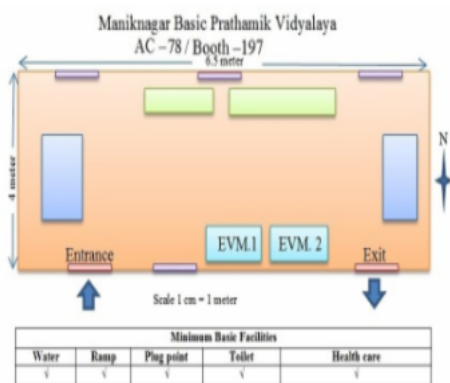 Maniknagar Basic Prathamik Vidyalaya
AC –78 / Booth –197
6.5 meter
4 meter
N
EVM.1 EVM. 2
Entrance Exit
Scale 1 cm = 1 meter
Minimum Basic Facilities
Water Ramp Plug point Toilet Health care
√ √ √ √ √